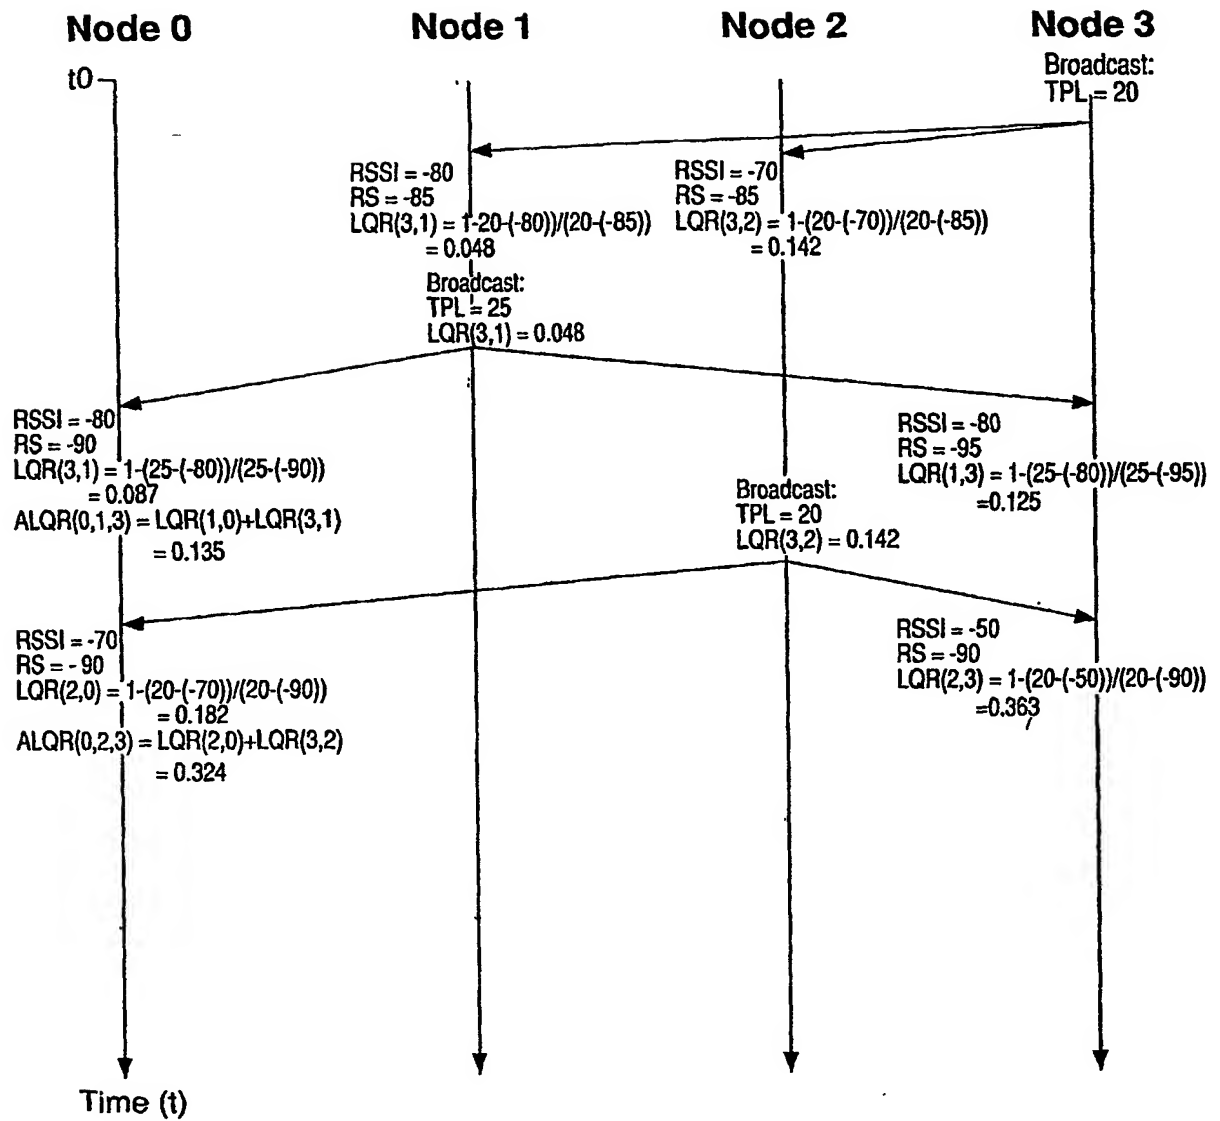 Node 0
Node 1
Node 2
Node 3
t0
Broadcast:
TPL = 20
RSSI = -80
RS = -85
LQR(3,1) = 1-20-(-80))/(20-(-85))
= 0.048
RSSI = -70
RS = -85
LQR(3,2) = 1-(20-(-70))/(20-(-85))
= 0.142
Broadcast:
TPL = 25
LQR(3,1) = 0.048
RSSI = -80
RS = -90
LQR(3,1) = 1-(25-(-80))/(25-(-90))
= 0.087
ALQR(0,1,3) = LQR(1,0)+LQR(3,1)
= 0.135
RSSI = -80
RS = -95
LQR(1,3) = 1-(25-(-80))/(25-(-95))
=0.125
Broadcast:
TPL = 20
LQR(3,2) = 0.142
RSSI = -70
RS = - 90
LQR(2,0) = 1-(20-(-70))/(20-(-90))
= 0.182
ALQR(0,2,3) = LQR(2,0)+LQR(3,2)
= 0.324
RSSI = -50
RS = -90
LQR(2,3) = 1-(20-(-50))/(20-(-90))
=0.363
Time (t)